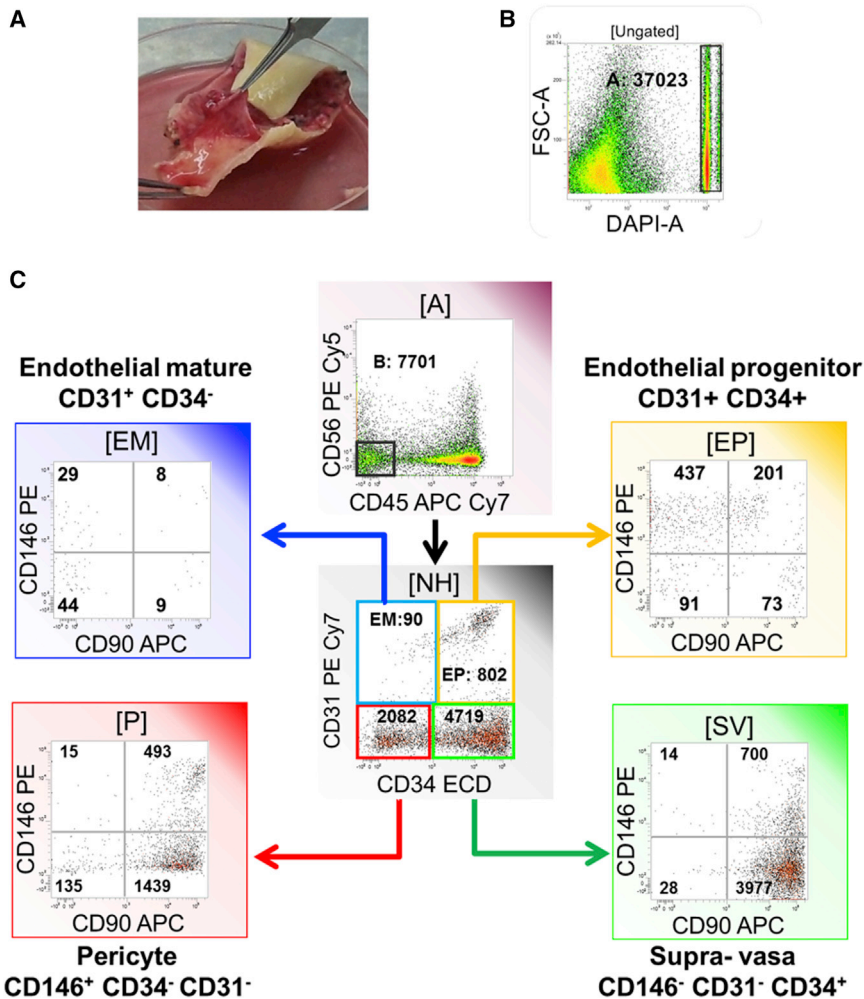 A
B
[Ungated]
A: 37023
FSC-A
DAPI-A
C
[A]
B: 7701
CD56 PE Cy5
CD45 APC Cy7
Endothelial mature
CD31⁺ CD34⁻
[EM]
29 8
CD146 PE
44 9
CD90 APC
Endothelial progenitor
CD31+ CD34+
[EP]
437 201
CD146 PE
91 73
CD90 APC
[NH]
EM:90
EP: 802
CD31 PE Cy7
2082 4719
CD34 ECD
[P]
15 493
CD146 PE
135 1439
CD90 APC
Pericyte
CD146⁺ CD34⁻ CD31⁻
[SV]
14 700
CD146 PE
28 3977
CD90 APC
Supra- vasa
CD146⁻ CD31⁻ CD34⁺